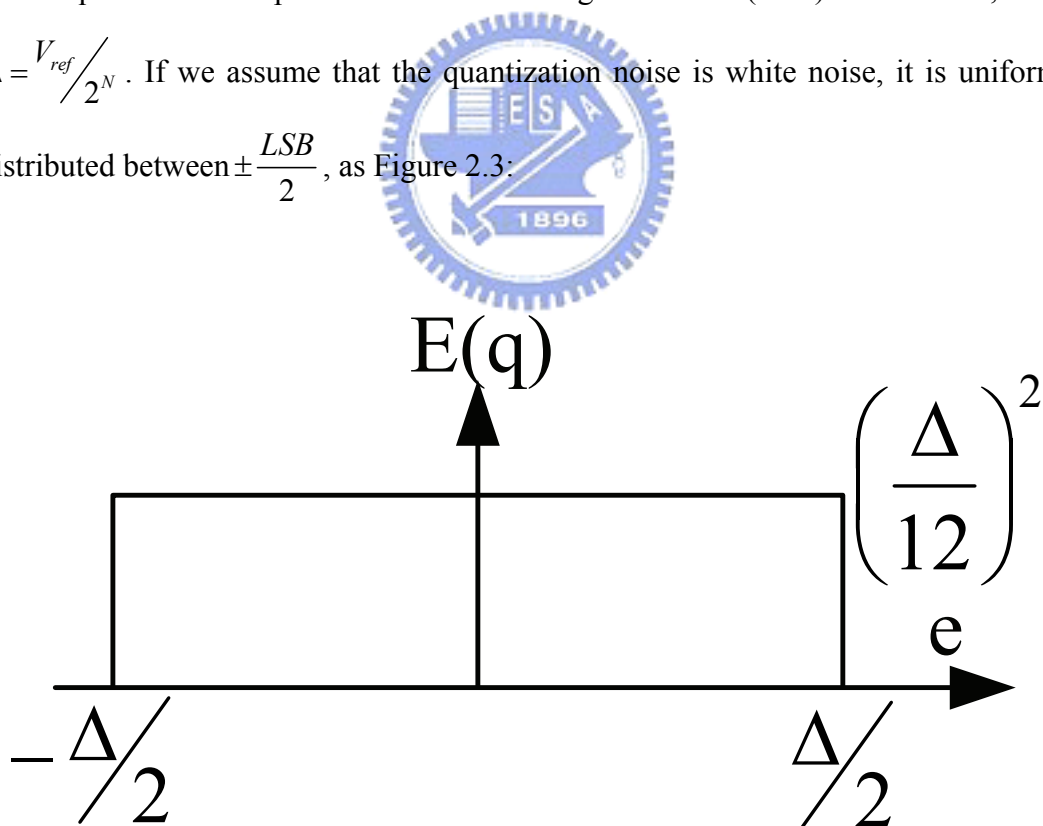 Δ = V_ref / 2^N . If we assume that the quantization noise is white noise, it is uniform
distributed between ± LSB/2 , as Figure 2.3:
E S
1896
E(q)
(Δ/12)^2
e
− Δ/2
Δ/2